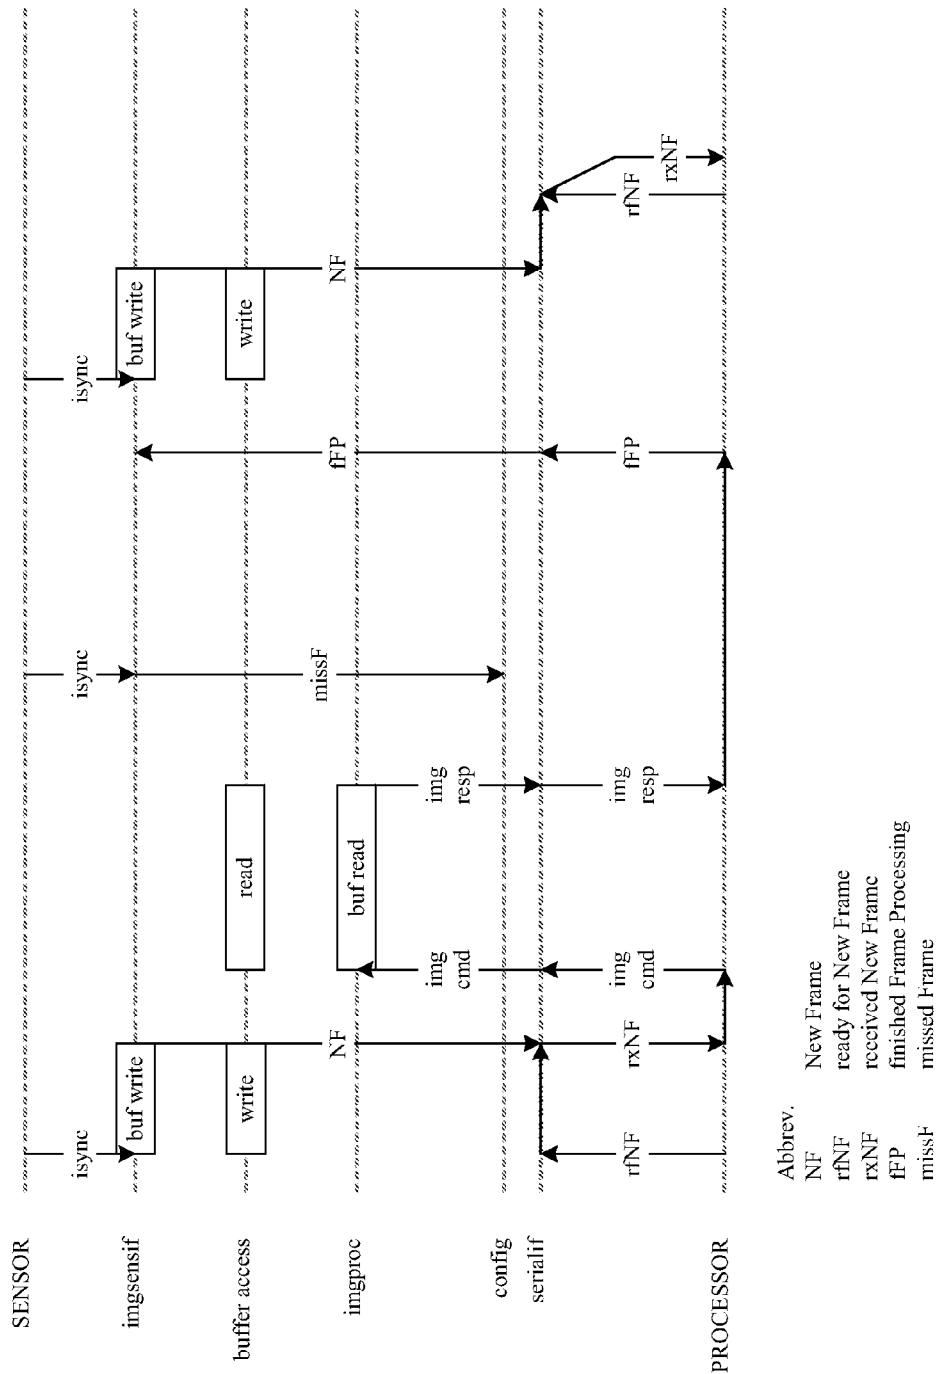 SENSOR
isync
isync
isync
imgsensif
buf write
buf write
buffer access
write
read
write
imgproc
NF
buf read
missF
fFP
NF
config
serialif
img
cmd
img
resp
PROCESSOR
rfNF
rxNF
img
cmd
img
resp
fFP
rfNF
rxNF
Abbrev.
NF New Frame
rfNF ready for New Frame
rxNF received New Frame
fFP finished Frame Processing
missF missed Frame